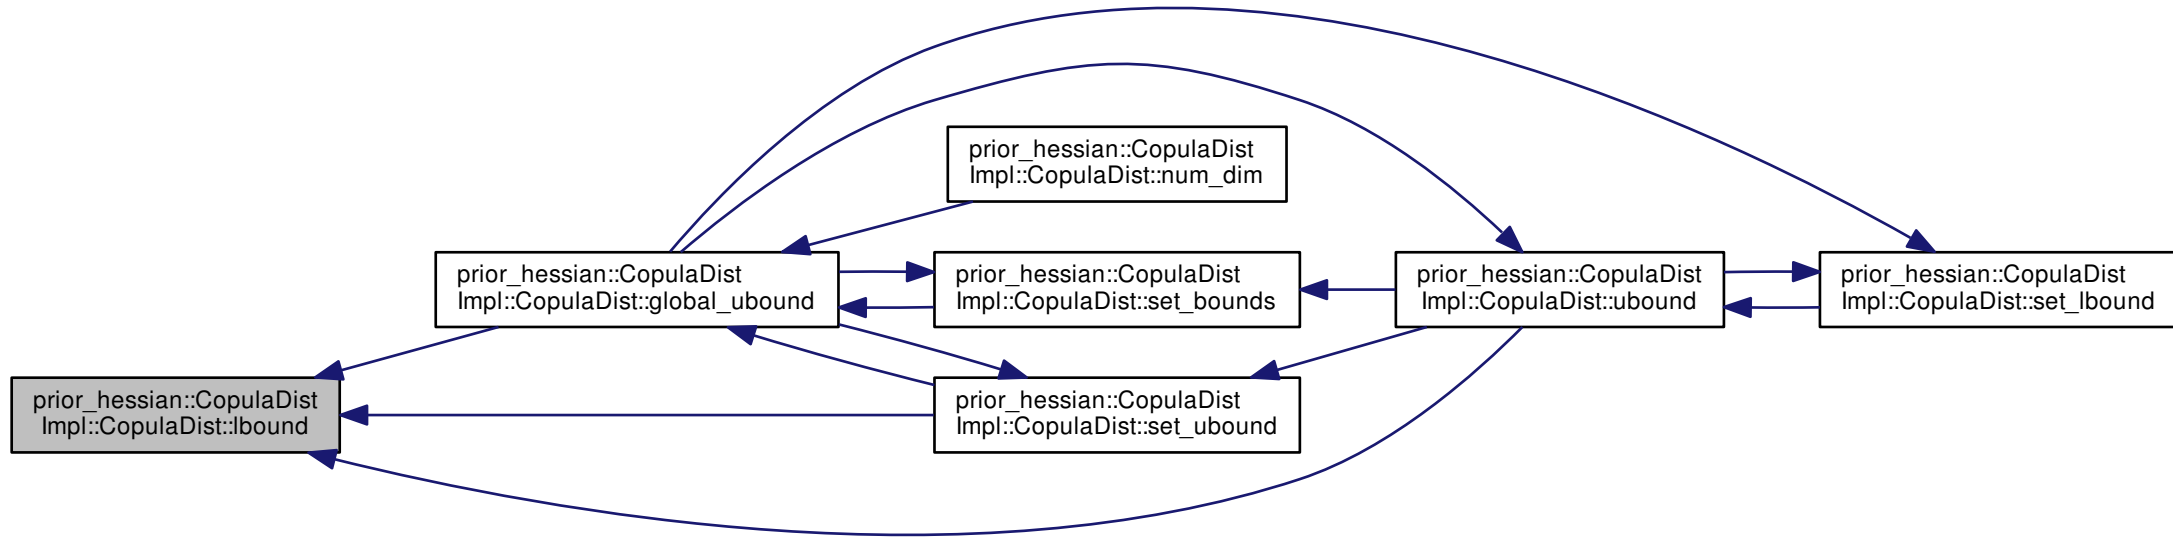 prior_hessian::CopulaDist
Impl::CopulaDist::num_dim
prior_hessian::CopulaDist
Impl::CopulaDist::global_ubound
prior_hessian::CopulaDist
Impl::CopulaDist::set_bounds
prior_hessian::CopulaDist
Impl::CopulaDist::ubound
prior_hessian::CopulaDist
Impl::CopulaDist::set_lbound
prior_hessian::CopulaDist
Impl::CopulaDist::lbound
prior_hessian::CopulaDist
Impl::CopulaDist::set_ubound